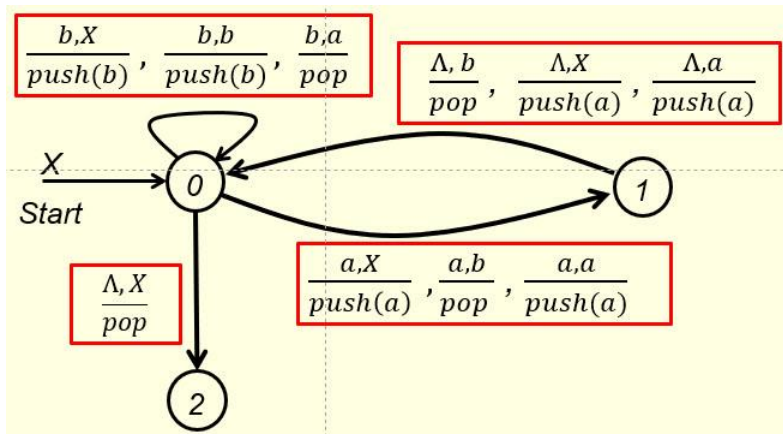 b,X/push(b) , b,b/push(b) , b,a/pop
Λ, b/pop , Λ,X/push(a) , Λ,a/push(a)
X
Start
0
1
a,X/push(a) , a,b/pop , a,a/push(a)
Λ, X/pop
2